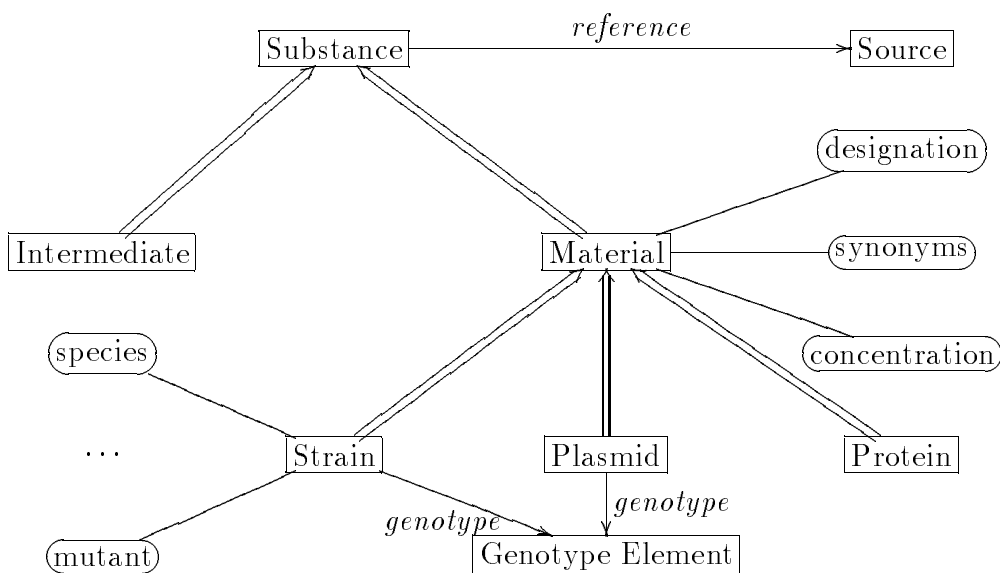 reference
Substance Source
designation
Intermediate Material synonyms
species concentration
... Strain Plasmid Protein
genotype genotype
mutant Genotype Element